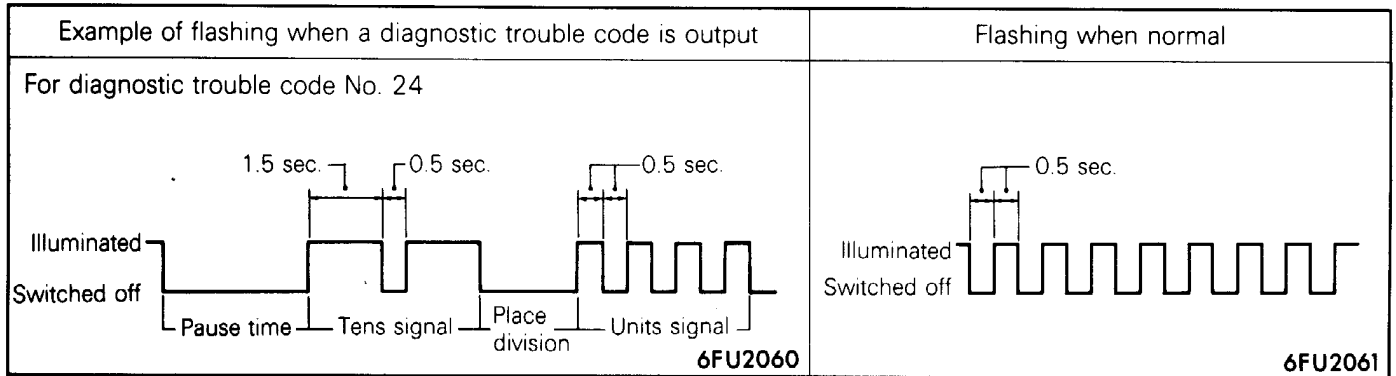 Example of flashing when a diagnostic trouble code is output
Flashing when normal
For diagnostic trouble code No. 24
1.5 sec.
0.5 sec.
0.5 sec.
Illuminated
Switched off
Pause time
Tens signal
Place
division
Units signal
6FU2060
0.5 sec.
Illuminated
Switched off
6FU2061